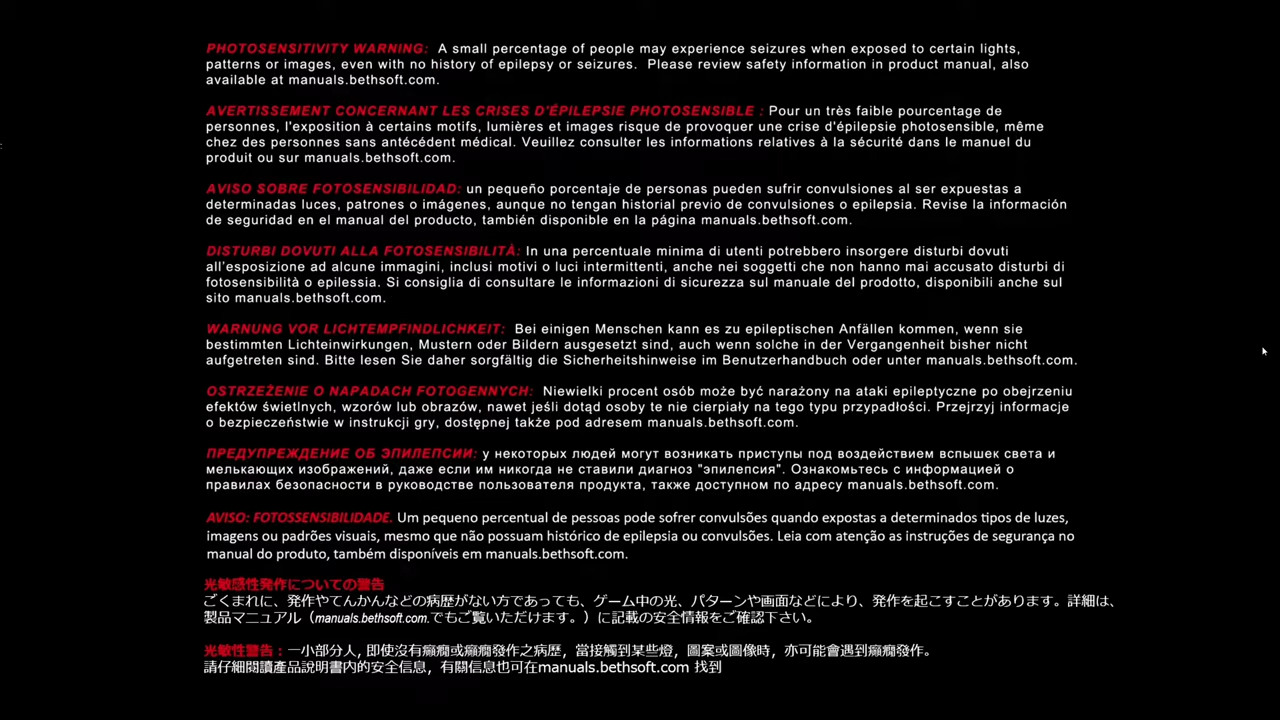 PHOTOSENSITIVITY WARNING: A small percentage of people may experience seizures when exposed to certain lights,
patterns or images, even with no history of epilepsy or seizures. Please review safety information in product manual, also
available at manuals.bethsoft.com.
AVERTISSEMENT CONCERNANT LES CRISES D'ÉPILEPSIE PHOTOSENSIBLE : Pour un très faible pourcentage de
personnes, l'exposition à certains motifs, lumières et images risque de provoquer une crise d'épilepsie photosensible, même
chez des personnes sans antécédent médical. Veuillez consulter les informations relatives à la sécurité dans le manuel du
produit ou sur manuals.bethsoft.com.
AVISO SOBRE FOTOSENSIBILIDAD: un pequeño porcentaje de personas pueden sufrir convulsiones al ser expuestas a
determinadas luces, patrones o imágenes, aunque no tengan historial previo de convulsiones o epilepsia. Revise la información
de seguridad en el manual del producto, también disponible en la página manuals.bethsoft.com.
DISTURBI DOVUTI ALLA FOTOSENSIBILITÀ: In una percentuale minima di utenti potrebbero insorgere disturbi dovuti
all'esposizione ad alcune immagini, inclusi motivi o luci intermittenti, anche nei soggetti che non hanno mai accusato disturbi di
fotosensibilità o epilessia. Si consiglia di consultare le informazioni di sicurezza sul manuale del prodotto, disponibili anche sul
sito manuals.bethsoft.com.
WARNUNG VOR LICHTEMPFINDLICHKEIT: Bei einigen Menschen kann es zu epileptischen Anfällen kommen, wenn sie
bestimmten Lichteinwirkungen, Mustern oder Bildern ausgesetzt sind, auch wenn solche in der Vergangenheit bisher nicht
aufgetreten sind. Bitte lesen Sie daher sorgfältig die Sicherheitshinweise im Benutzerhandbuch oder unter manuals.bethsoft.com.
OSTRZEŻENIE O NAPADACH FOTOGENNYCH: Niewielki procent osób może być narażony na ataki epileptyczne po obejrzeniu
efektów świetlnych, wzorów lub obrazów, nawet jeśli dotąd osoby te nie cierpiały na tego typu przypadłości. Przejrzyj informacje
o bezpieczeństwie w instrukcji gry, dostępnej także pod adresem manuals.bethsoft.com.
ПРЕДУПРЕЖДЕНИЕ ОБ ЭПИЛЕПСИИ: у некоторых людей могут возникать приступы под воздействием вспышек света и
мелькающих изображений, даже если им никогда не ставили диагноз "эпилепсия". Ознакомьтесь с информацией о
правилах безопасности в руководстве пользователя продукта, также доступном по адресу manuals.bethsoft.com.
AVISO: FOTOSSENSIBILIDADE. Um pequeno percentual de pessoas pode sofrer convulsões quando expostas a determinados tipos de luzes,
imagens ou padrões visuais, mesmo que não possuam histórico de epilepsia ou convulsões. Leia com atenção as instruções de segurança no
manual do produto, também disponíveis em manuals.bethsoft.com.
光敏感性発作についての警告
ごくまれに、発作やてんかんなどの病歴がない方であっても、ゲーム中の光、パターンや画面などにより、発作を起こすことがあります。詳細は、
製品マニュアル（manuals.bethsoft.com.でもご覧いただけます。）に記載の安全情報をご確認下さい。
光敏性警告：一小部分人, 即使沒有癲癇或癲癇發作之病歷，當接觸到某些燈，圖案或圖像時，亦可能會遇到癲癇發作。
請仔細閱讀產品說明書內的安全信息，有關信息也可在manuals.bethsoft.com 找到